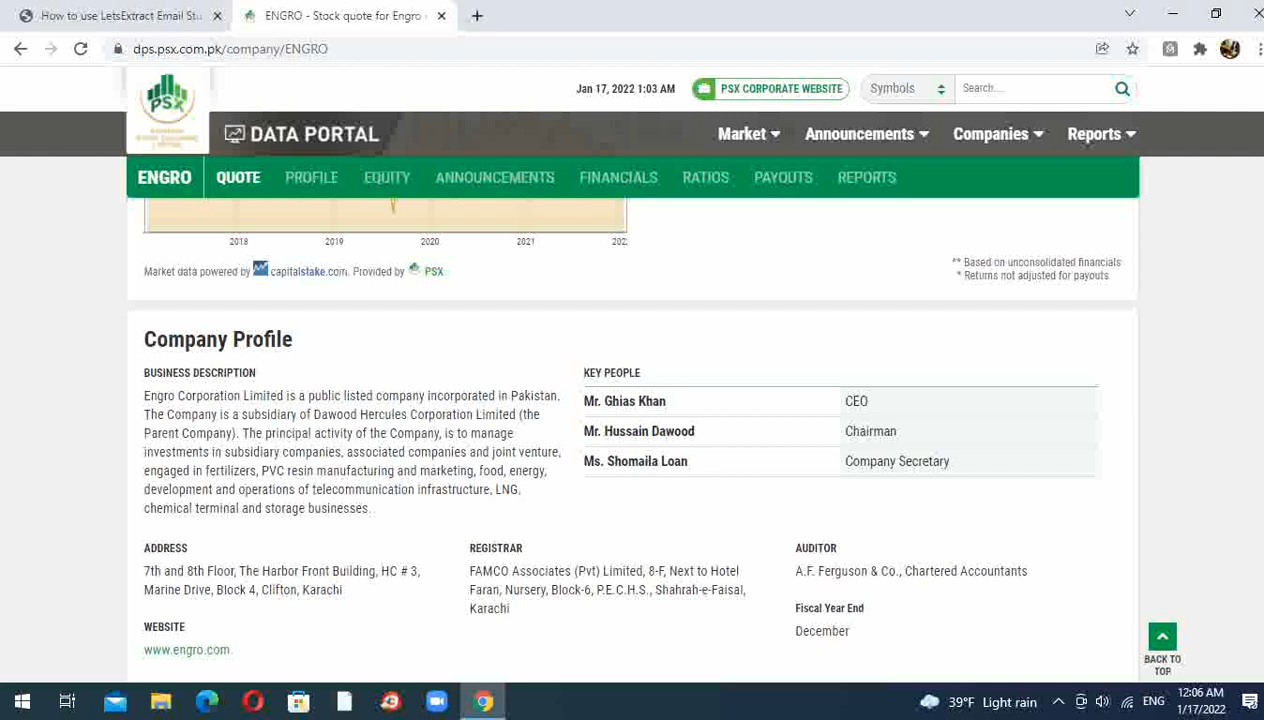 How to use LetsExtract Email Stu
ENGRO - Stock quote for Engro
dps.psx.com.pk/company/ENGRO
PSX
Jan 17, 2022 1:03 AM
PSX CORPORATE WEBSITE
Symbols
Search....
DATA PORTAL
Market
Announcements
Companies
Reports
ENGRO
QUOTE
PROFILE
EQUITY
ANNOUNCEMENTS
FINANCIALS
RATIOS
PAYOUTS
REPORTS
2018 2019 2020 2021 202
Market data powered by capitalstake.com. Provided by PSX
** Based on unconsolidated financials
* Returns not adjusted for payouts
Company Profile
BUSINESS DESCRIPTION
Engro Corporation Limited is a public listed company incorporated in Pakistan.
The Company is a subsidiary of Dawood Hercules Corporation Limited (the
Parent Company). The principal activity of the Company, is to manage
investments in subsidiary companies, associated companies and joint venture,
engaged in fertilizers, PVC resin manufacturing and marketing, food, energy,
development and operations of telecommunication infrastructure, LNG,
chemical terminal and storage businesses.
KEY PEOPLE
Mr. Ghias Khan CEO
Mr. Hussain Dawood Chairman
Ms. Shomaila Loan Company Secretary
ADDRESS
7th and 8th Floor, The Harbor Front Building, HC # 3,
Marine Drive, Block 4, Clifton, Karachi
WEBSITE
www.engro.com
REGISTRAR
FAMCO Associates (Pvt) Limited, 8-F, Next to Hotel
Faran, Nursery, Block-6, P.E.C.H.S., Shahrah-e-Faisal,
Karachi
AUDITOR
A.F. Ferguson & Co., Chartered Accountants
Fiscal Year End
December
BACK TO
TOP
39°F Light rain
ENG
12:06 AM
1/17/2022